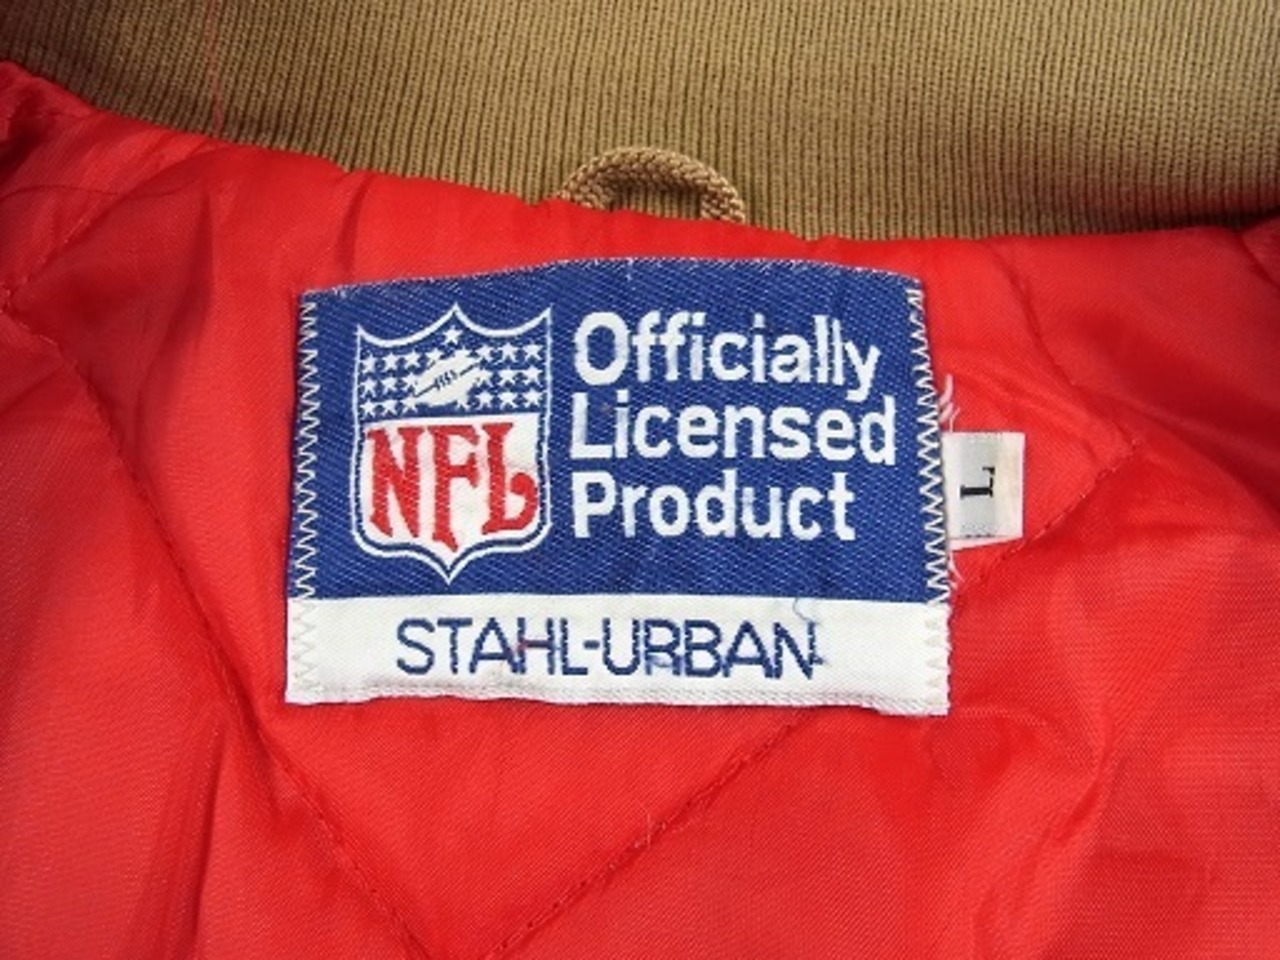 NFL
Officially
Licensed
Product
STAHL-URBAN
L